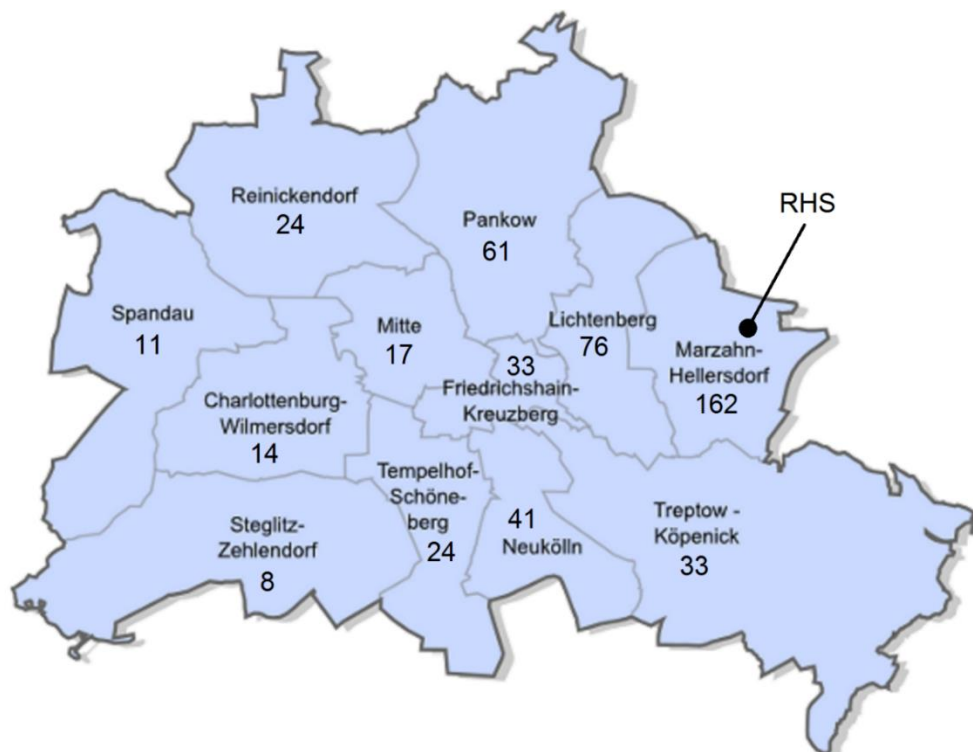 RHS
Reinickendorf
24
Pankow
61
Spandau
11
Mitte
17
Lichtenberg
76
Marzahn-
Hellersdorf
162
33
Friedrichshain-
Kreuzberg
Charlottenburg-
Wilmersdorf
14
Tempelhof-
Schöne-
berg
24
41
Neukölln
Treptow -
Köpenick
33
Steglitz-
Zehlendorf
8